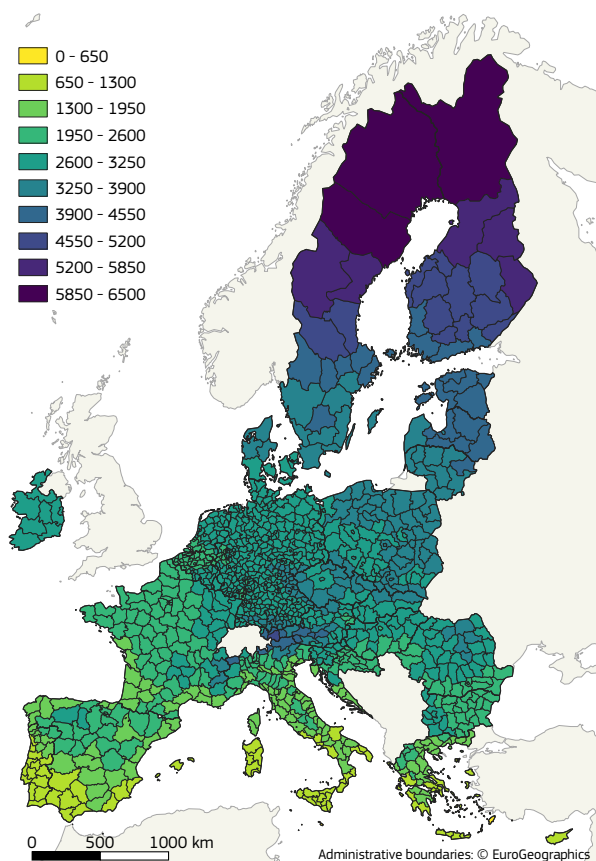 0 - 650
650 - 1300
1300 - 1950
1950 - 2600
2600 - 3250
3250 - 3900
3900 - 4550
4550 - 5200
5200 - 5850
5850 - 6500
0 500 1000 km
Administrative boundaries: © EuroGeographics